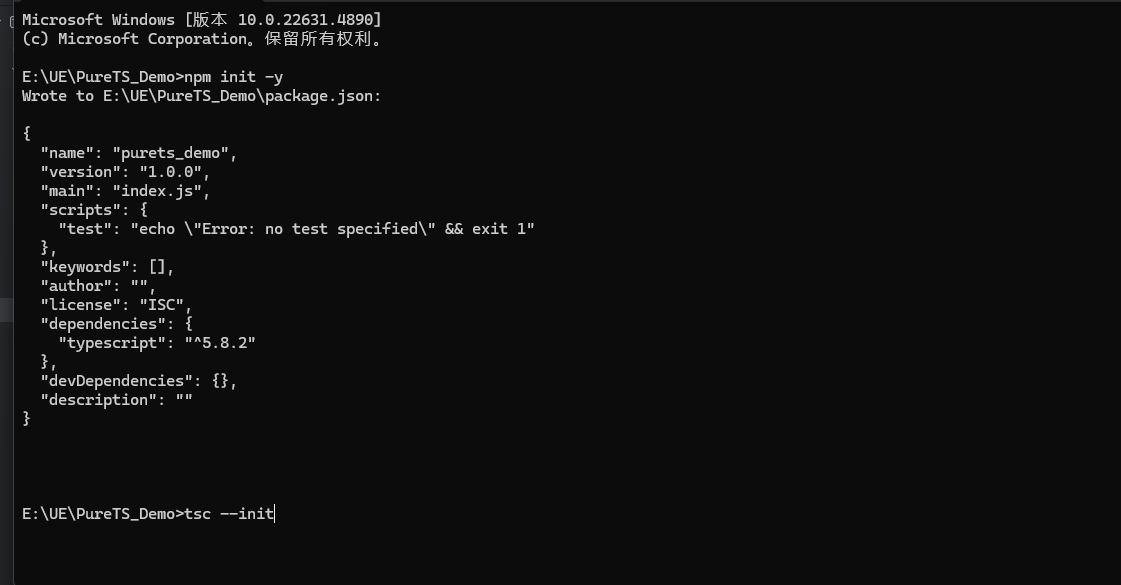 Microsoft Windows [版本 10.0.22631.4890]
(c) Microsoft Corporation。保留所有权利。
E:\UE\PureTS_Demo>npm init -y
Wrote to E:\UE\PureTS_Demo\package.json:
{
  "name": "purets_demo",
  "version": "1.0.0",
  "main": "index.js",
  "scripts": {
    "test": "echo \"Error: no test specified\" && exit 1"
  },
  "keywords": [],
  "author": "",
  "license": "ISC",
  "dependencies": {
    "typescript": "^5.8.2"
  },
  "devDependencies": {},
  "description": ""
}
E:\UE\PureTS_Demo>tsc --init